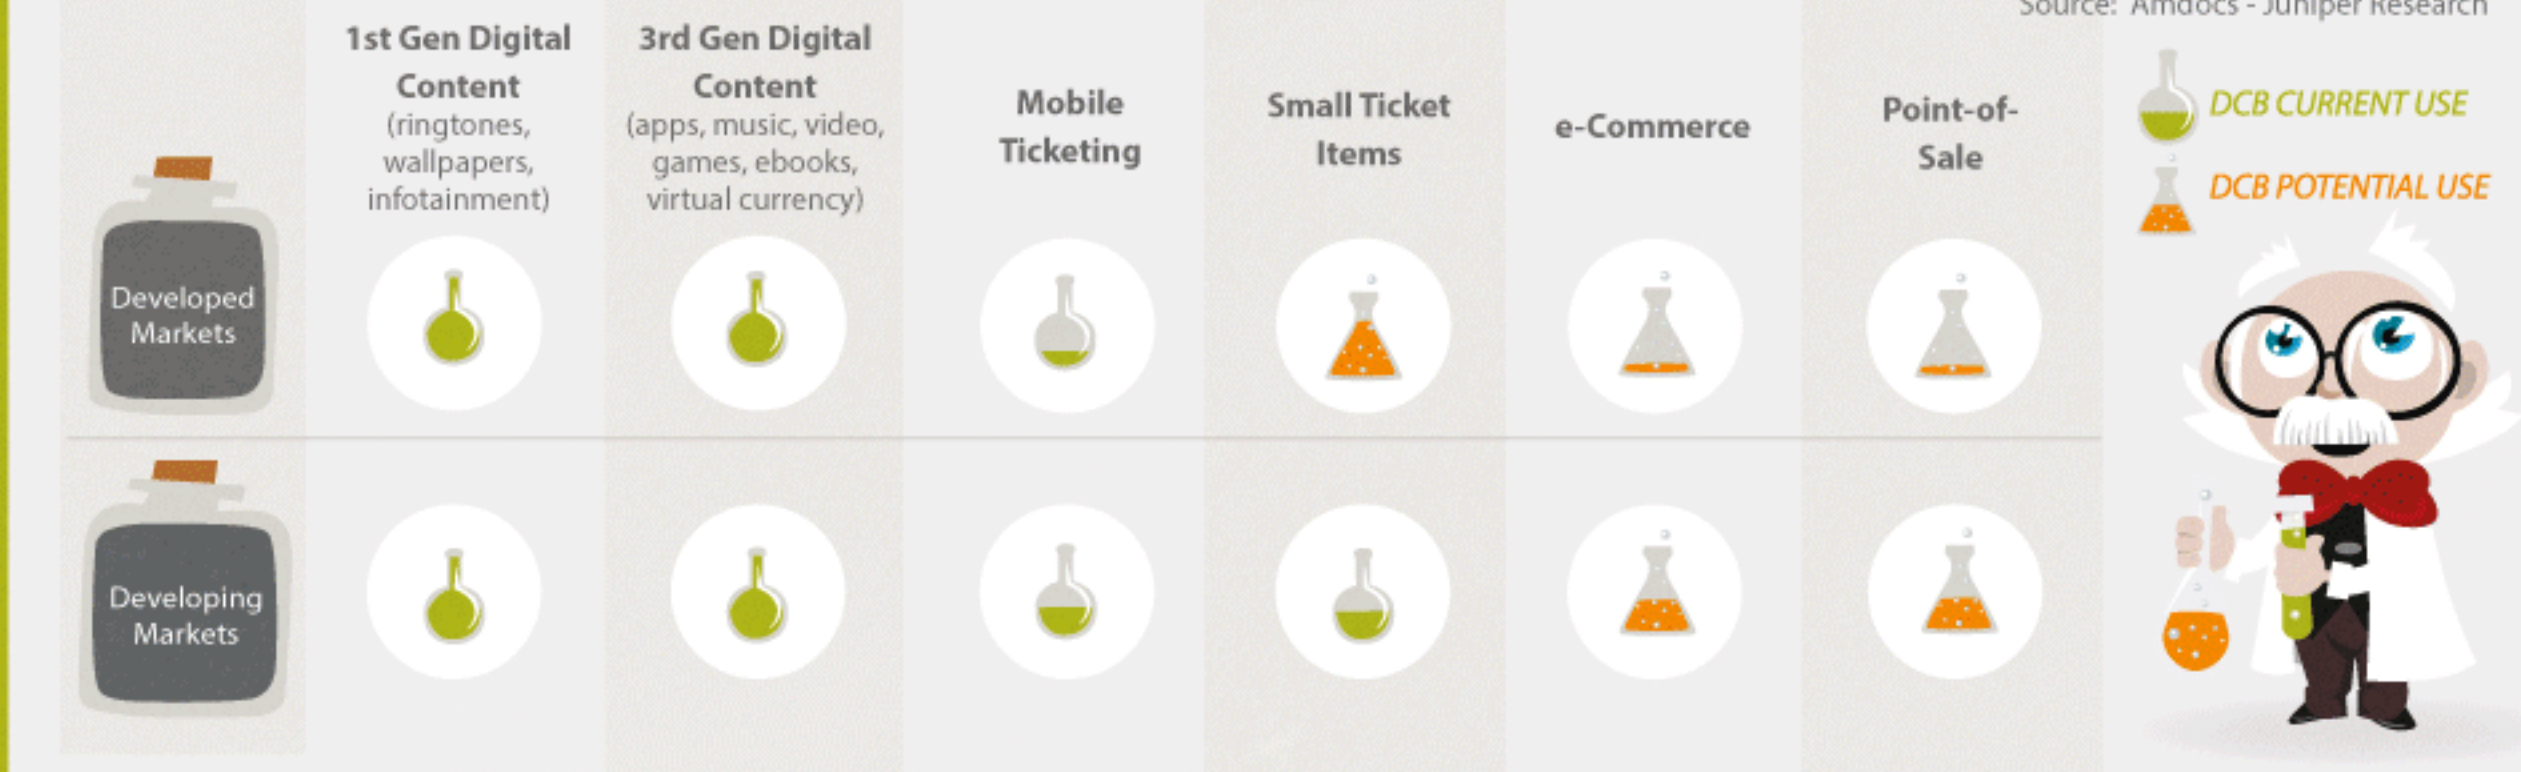 Source: Amdocs - Juniper Research
1st Gen Digital
Content
(ringtones,
wallpapers,
infotainment)
3rd Gen Digital
Content
(apps, music, video,
games, ebooks,
virtual currency)
Mobile
Ticketing
Small Ticket
Items
e-Commerce
Point-of-
Sale
DCB CURRENT USE
DCB POTENTIAL USE
Developed
Markets
Developing
Markets